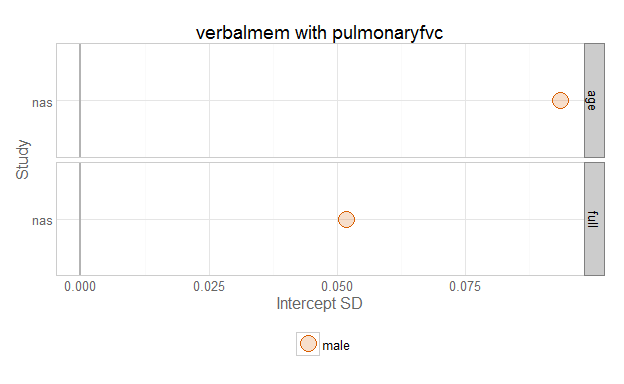 verbalmem with pulmonaryfvc
Study
nas
age
nas
full
0.000 0.025 0.050 0.075
Intercept SD
male